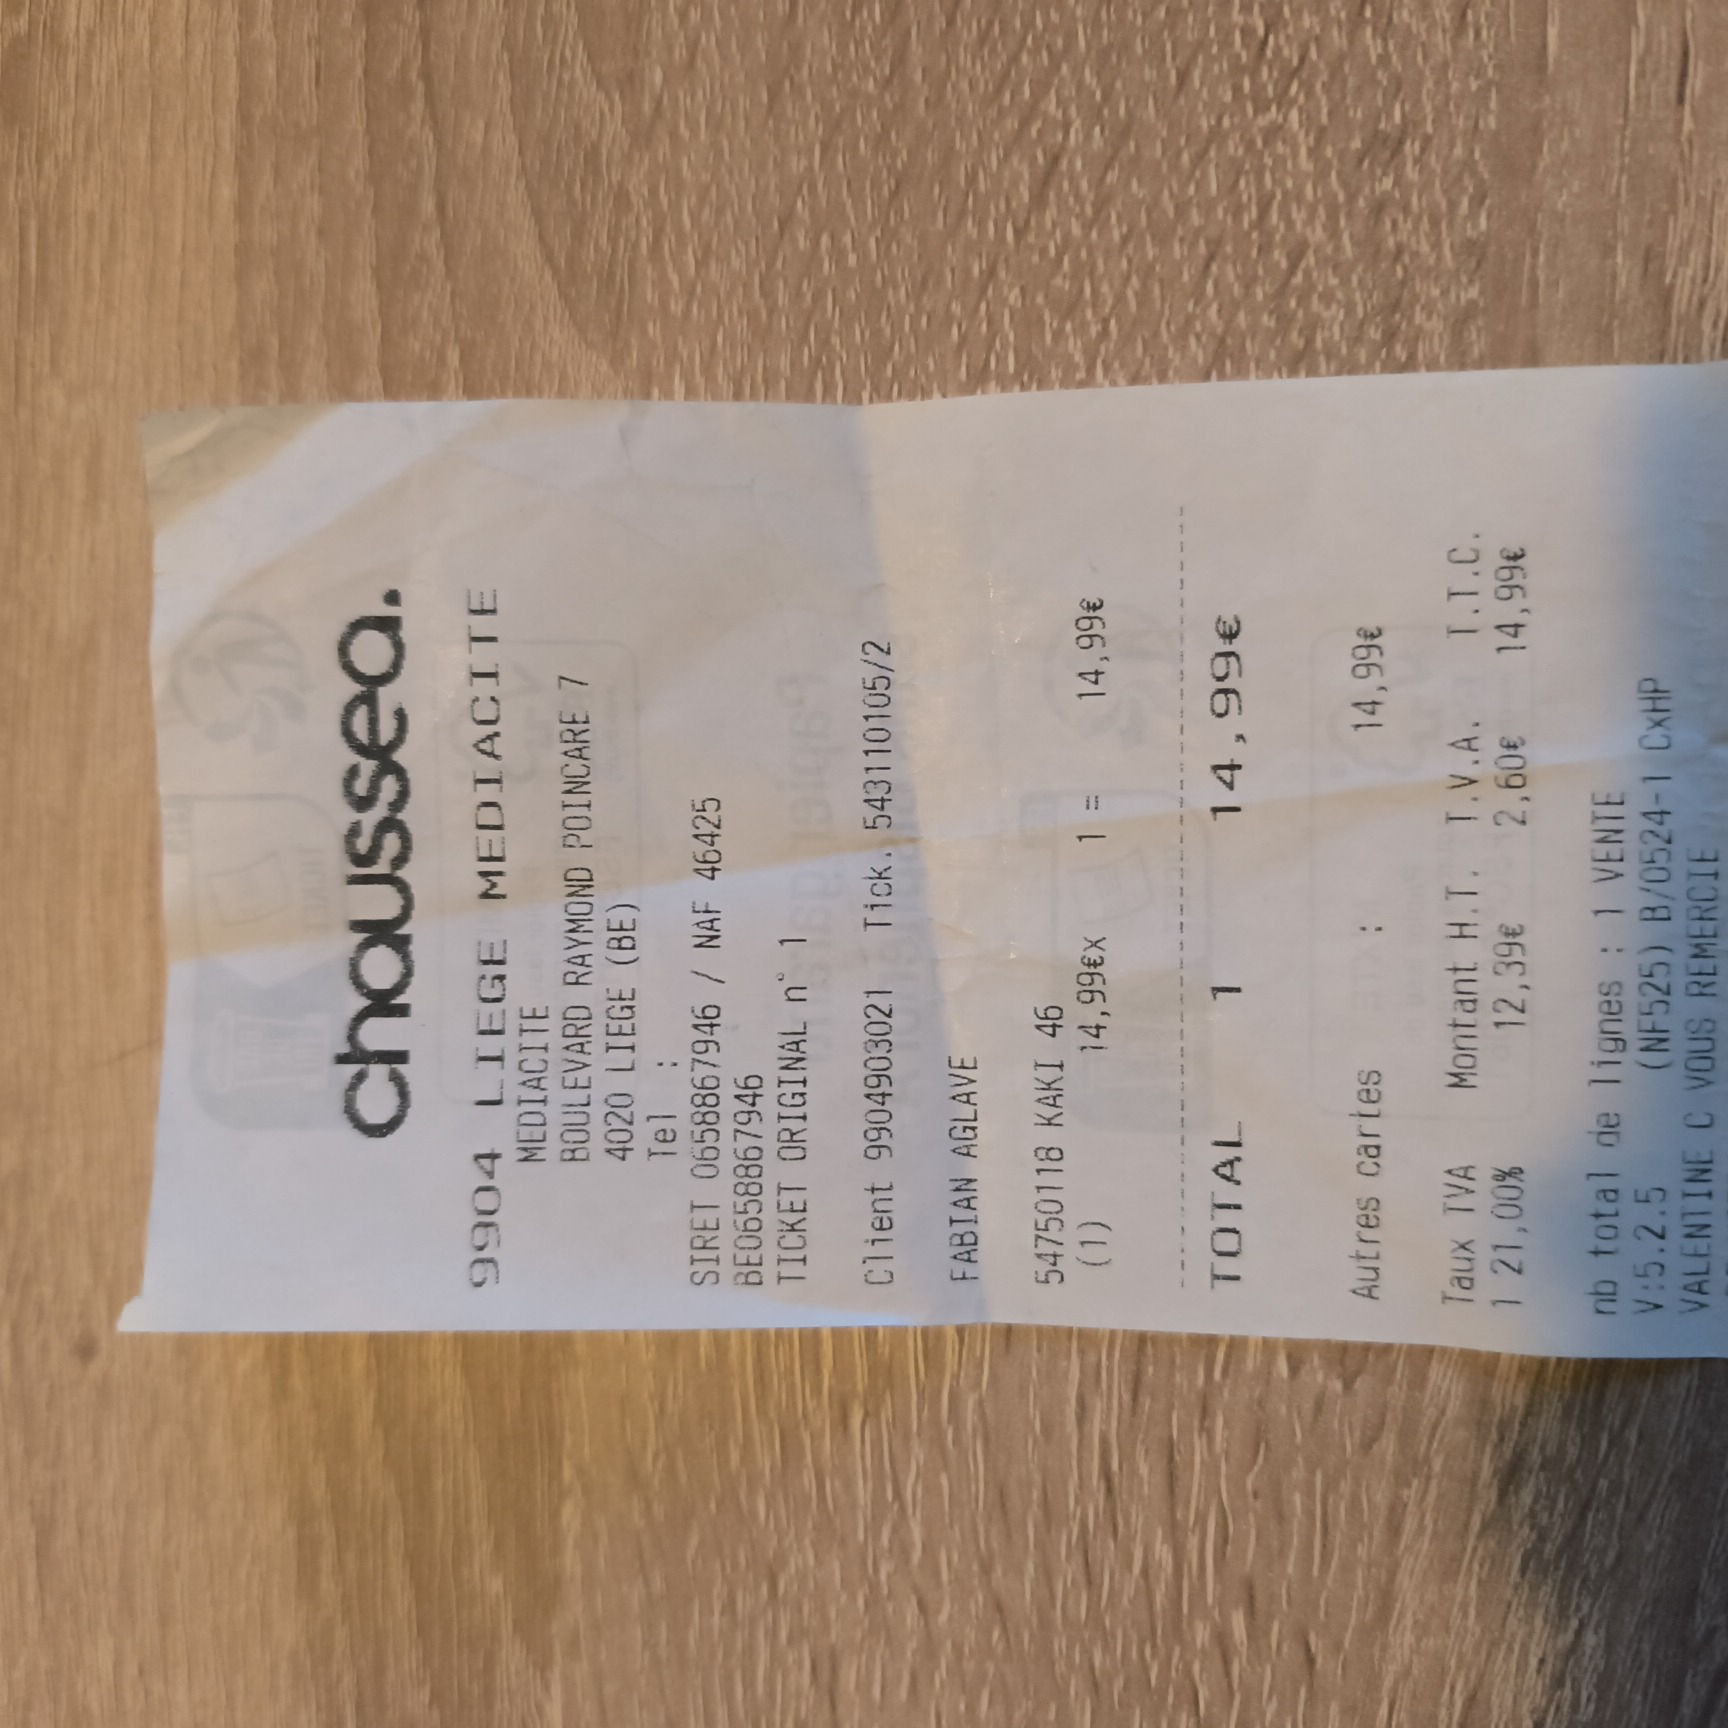 chaussea.
9904 LIEGE MEDIACITE
MEDIACITE
BOULEVARD RAYMOND POINCARE 7
4020 LIEGE (BE)
Tel :
SIRET 0658867946 / NAF 46425
BE0658867946
TICKET ORIGINAL n° 1
Client 990490302​1 Tick. 543110105/2
FABIAN AGLAVE
54750118 KAKI 46
(1) 14,99€x 1 = 14,99€
TOTAL 1 14,99€
Autres cartes : 14,99€
Taux TVA Montant H.T. T.V.A. T.T.C.
1 21,00% 12,39€ 2,60€ 14,99€
nb total de lignes : 1 VENTE
V:5.2.5 (NF525) B/0524-1 CxHP
VALENTINE C VOUS REMERCIE